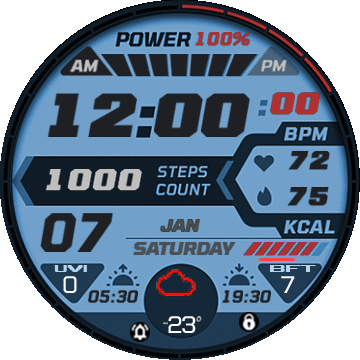 POWER 100%
AM PM
12:00 :00
BPM
1000 STEPS COUNT 72
75
KCAL
07 JAN
SATURDAY
UVI BFT
0 05:30 19:30 7
-23°